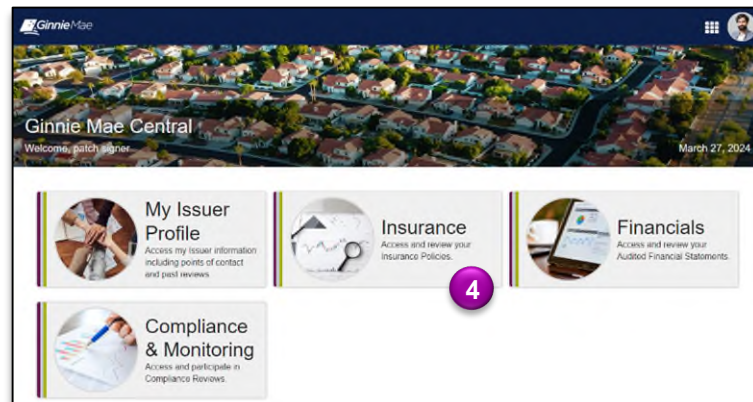 Ginnie Mae
Ginnie Mae Central
Welcome, patch signer
March 27, 2024
My Issuer
Profile
Access my Issuer information
including points of contact
and past reviews
Insurance
Access and review your
Insurance Policies.
4
Financials
Access and review your
Audited Financial Statements.
Compliance
& Monitoring
Access and participate in
Compliance Reviews.